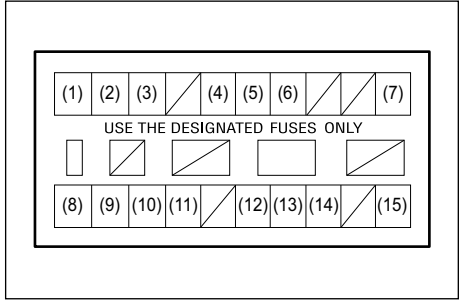 (1) (2) (3) (4) (5) (6) (7)
USE THE DESIGNATED FUSES ONLY
(8) (9) (10) (11) (12) (13) (14) (15)